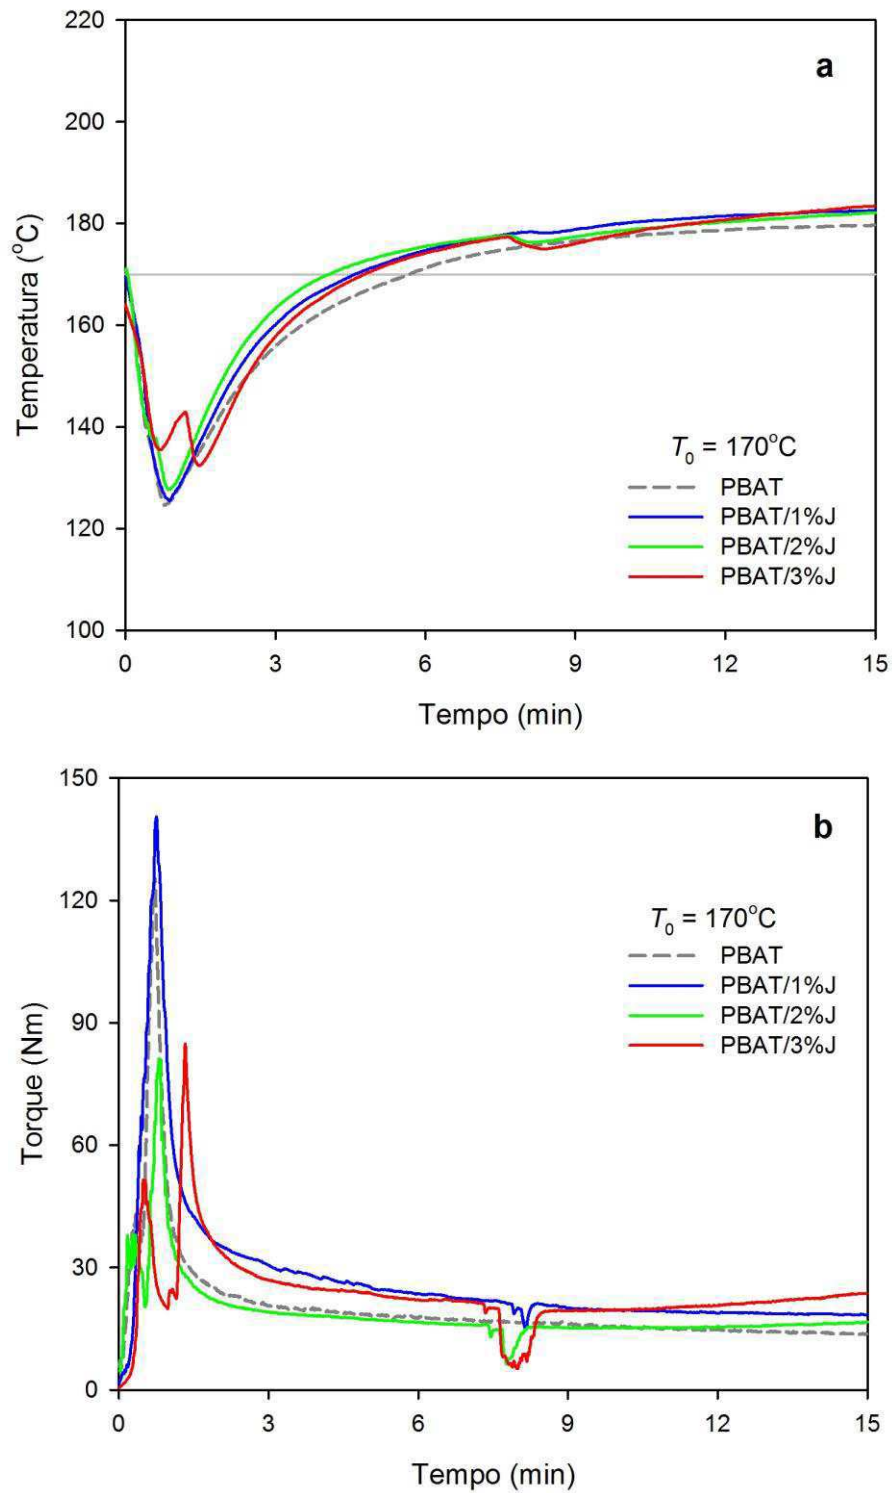 220
a
200
180
160
140
120
100
Temperatura (°C)
T0 = 170°C
PBAT
PBAT/1%J
PBAT/2%J
PBAT/3%J
0 3 6 9 12 15
Tempo (min)
150
b
120
90
60
30
0
Torque (Nm)
T0 = 170°C
PBAT
PBAT/1%J
PBAT/2%J
PBAT/3%J
0 3 6 9 12 15
Tempo (min)